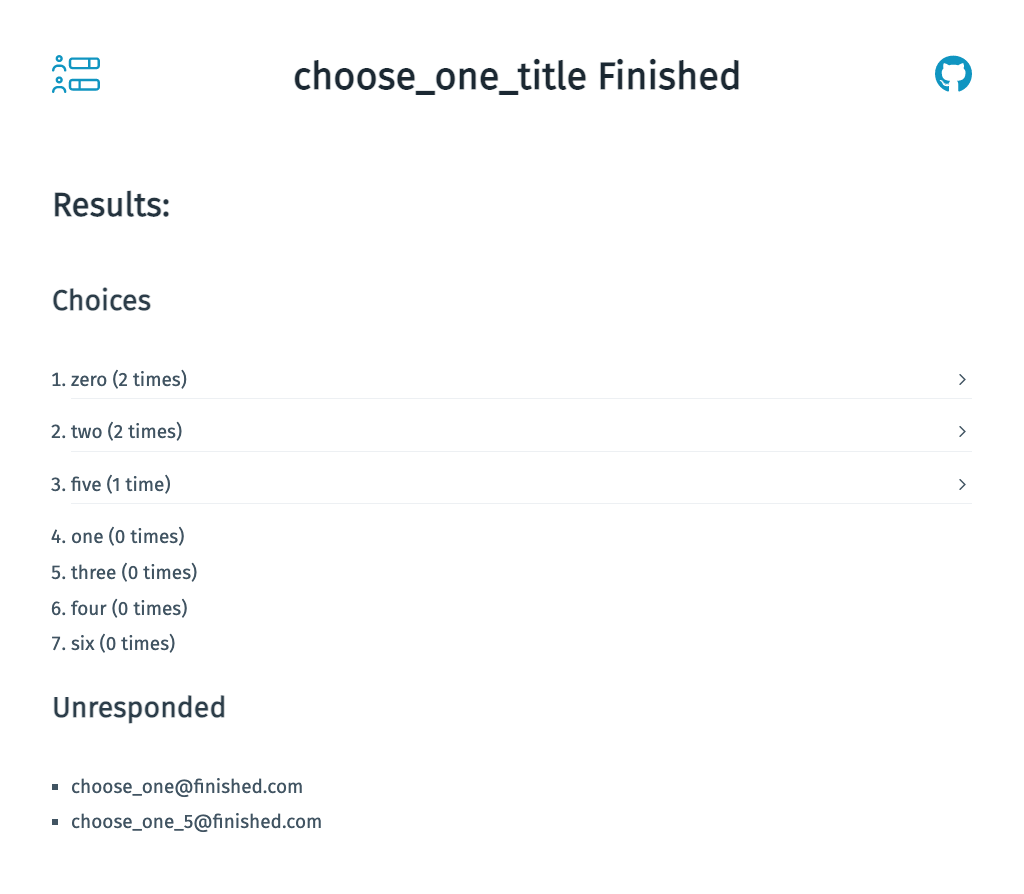 choose_one_title Finished
Results:
Choices
1. zero (2 times)
2. two (2 times)
3. five (1 time)
4. one (0 times)
5. three (0 times)
6. four (0 times)
7. six (0 times)
Unresponded
▪ choose_one@finished.com
▪ choose_one_5@finished.com